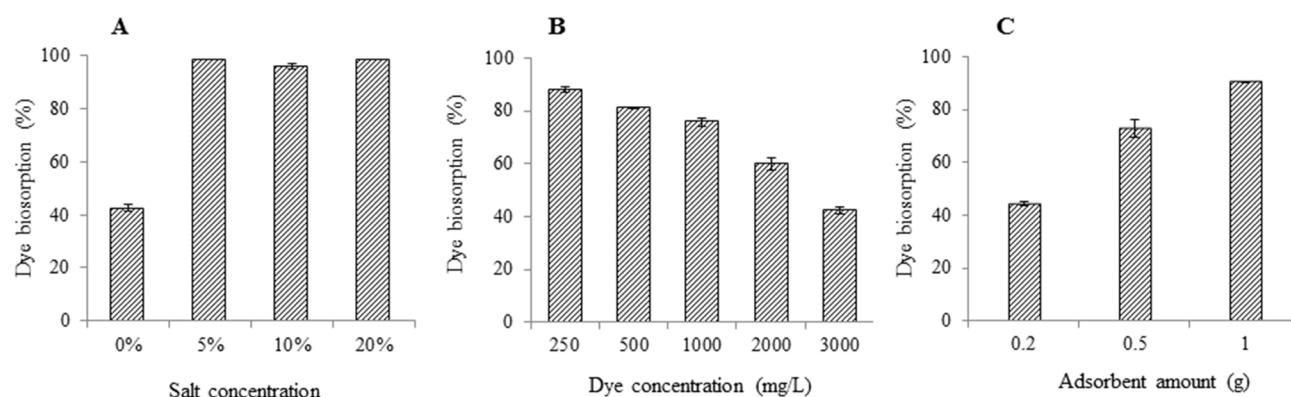 A
Dye biosorption (%)
100
80
60
40
20
0
0% 5% 10% 20%
Salt concentration
B
Dye biosorption (%)
100
80
60
40
20
0
250 500 1000 2000 3000
Dye concentration (mg/L)
C
Dye biosorption (%)
100
80
60
40
20
0
0.2 0.5 1
Adsorbent amount (g)